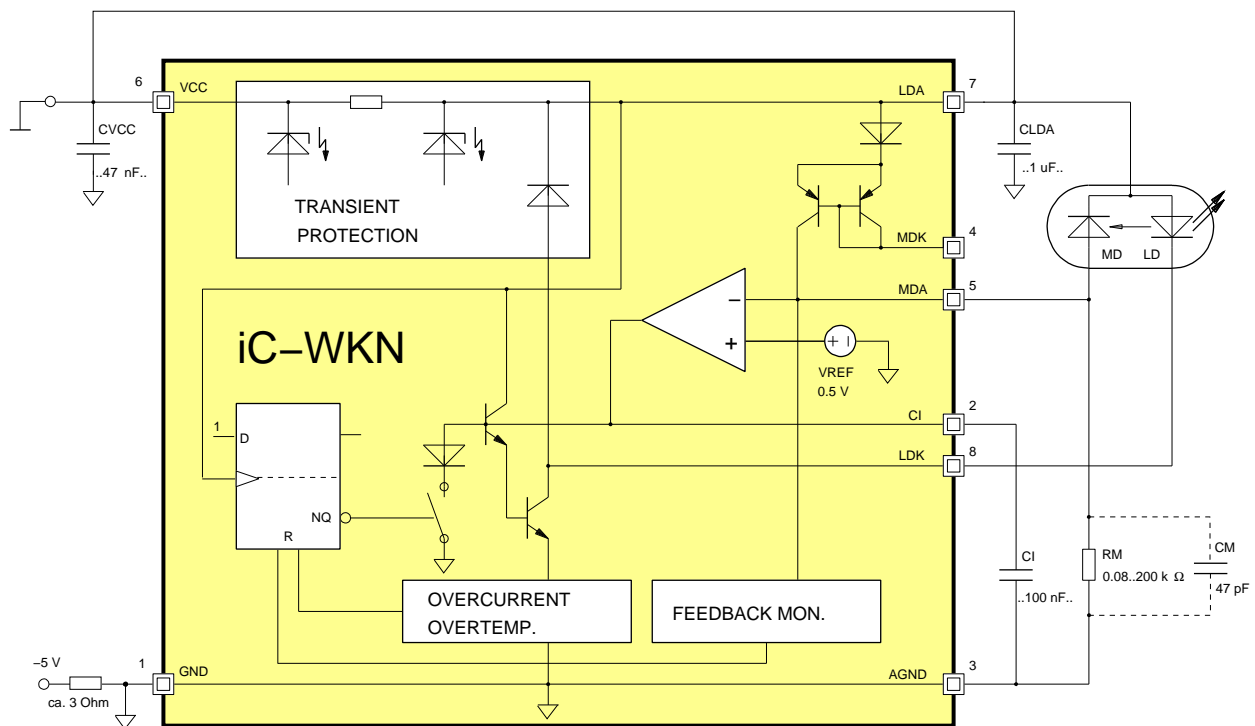 6
VCC
LDA
7
CVCC
..47 nF..
CLDA
..1 uF..
TRANSIENT
PROTECTION
MDK
4
MD
LD
MDA
5
iC–WKN
VREF
0.5 V
CI
2
1
D
LDK
8
NQ
R
CI
..100 nF..
RM
0.08..200 k Ω
CM
47 pF
OVERCURRENT
OVERTEMP.
FEEDBACK MON.
–5 V
ca. 3 Ohm
1
GND
AGND
3